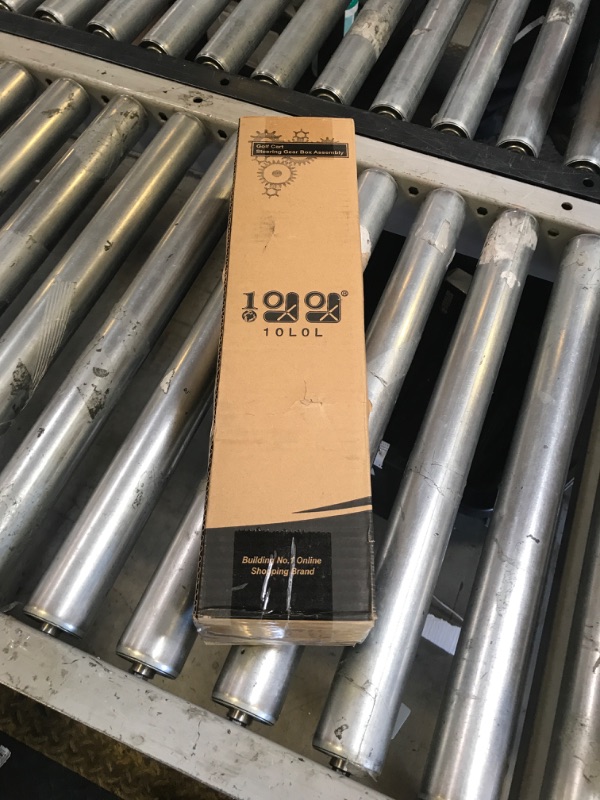 Golf Cart
Steering Gear Box Assembly
10L0L
Building No.1 Online
Shopping Brand